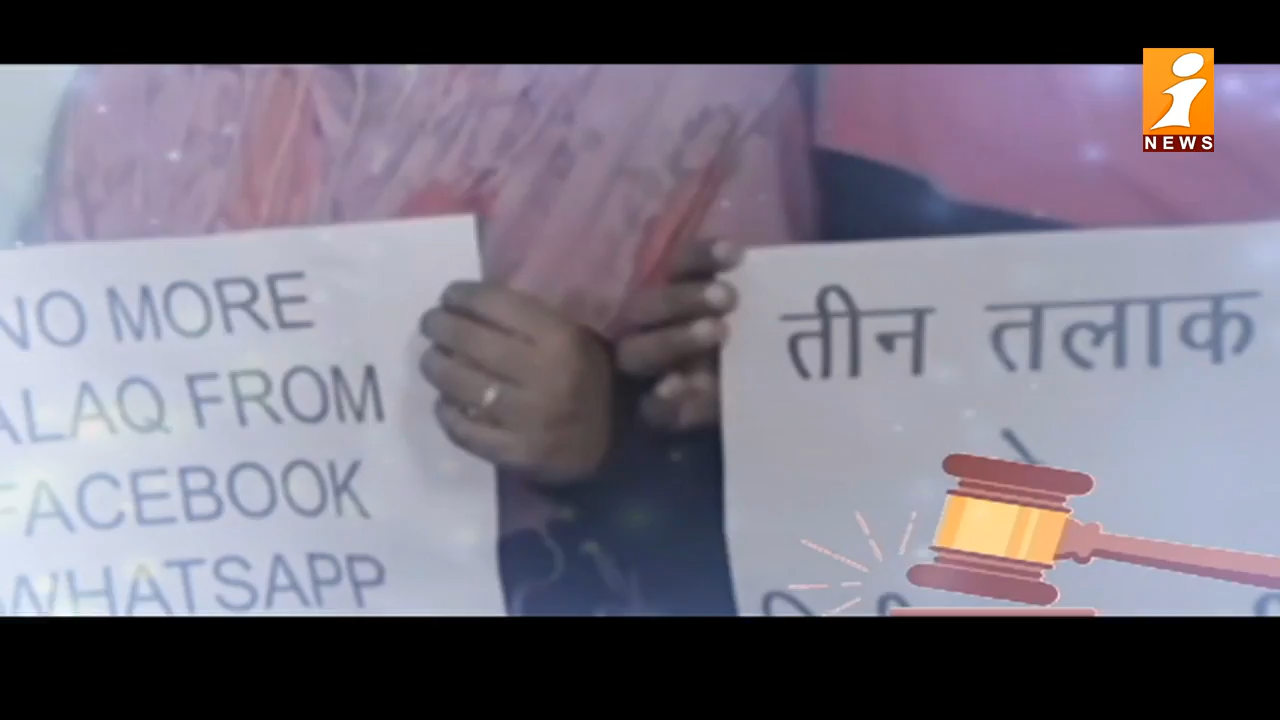 NEWS
NO MORE
ALAQ FROM
FACEBOOK
WHATSAPP
तीन तलाक